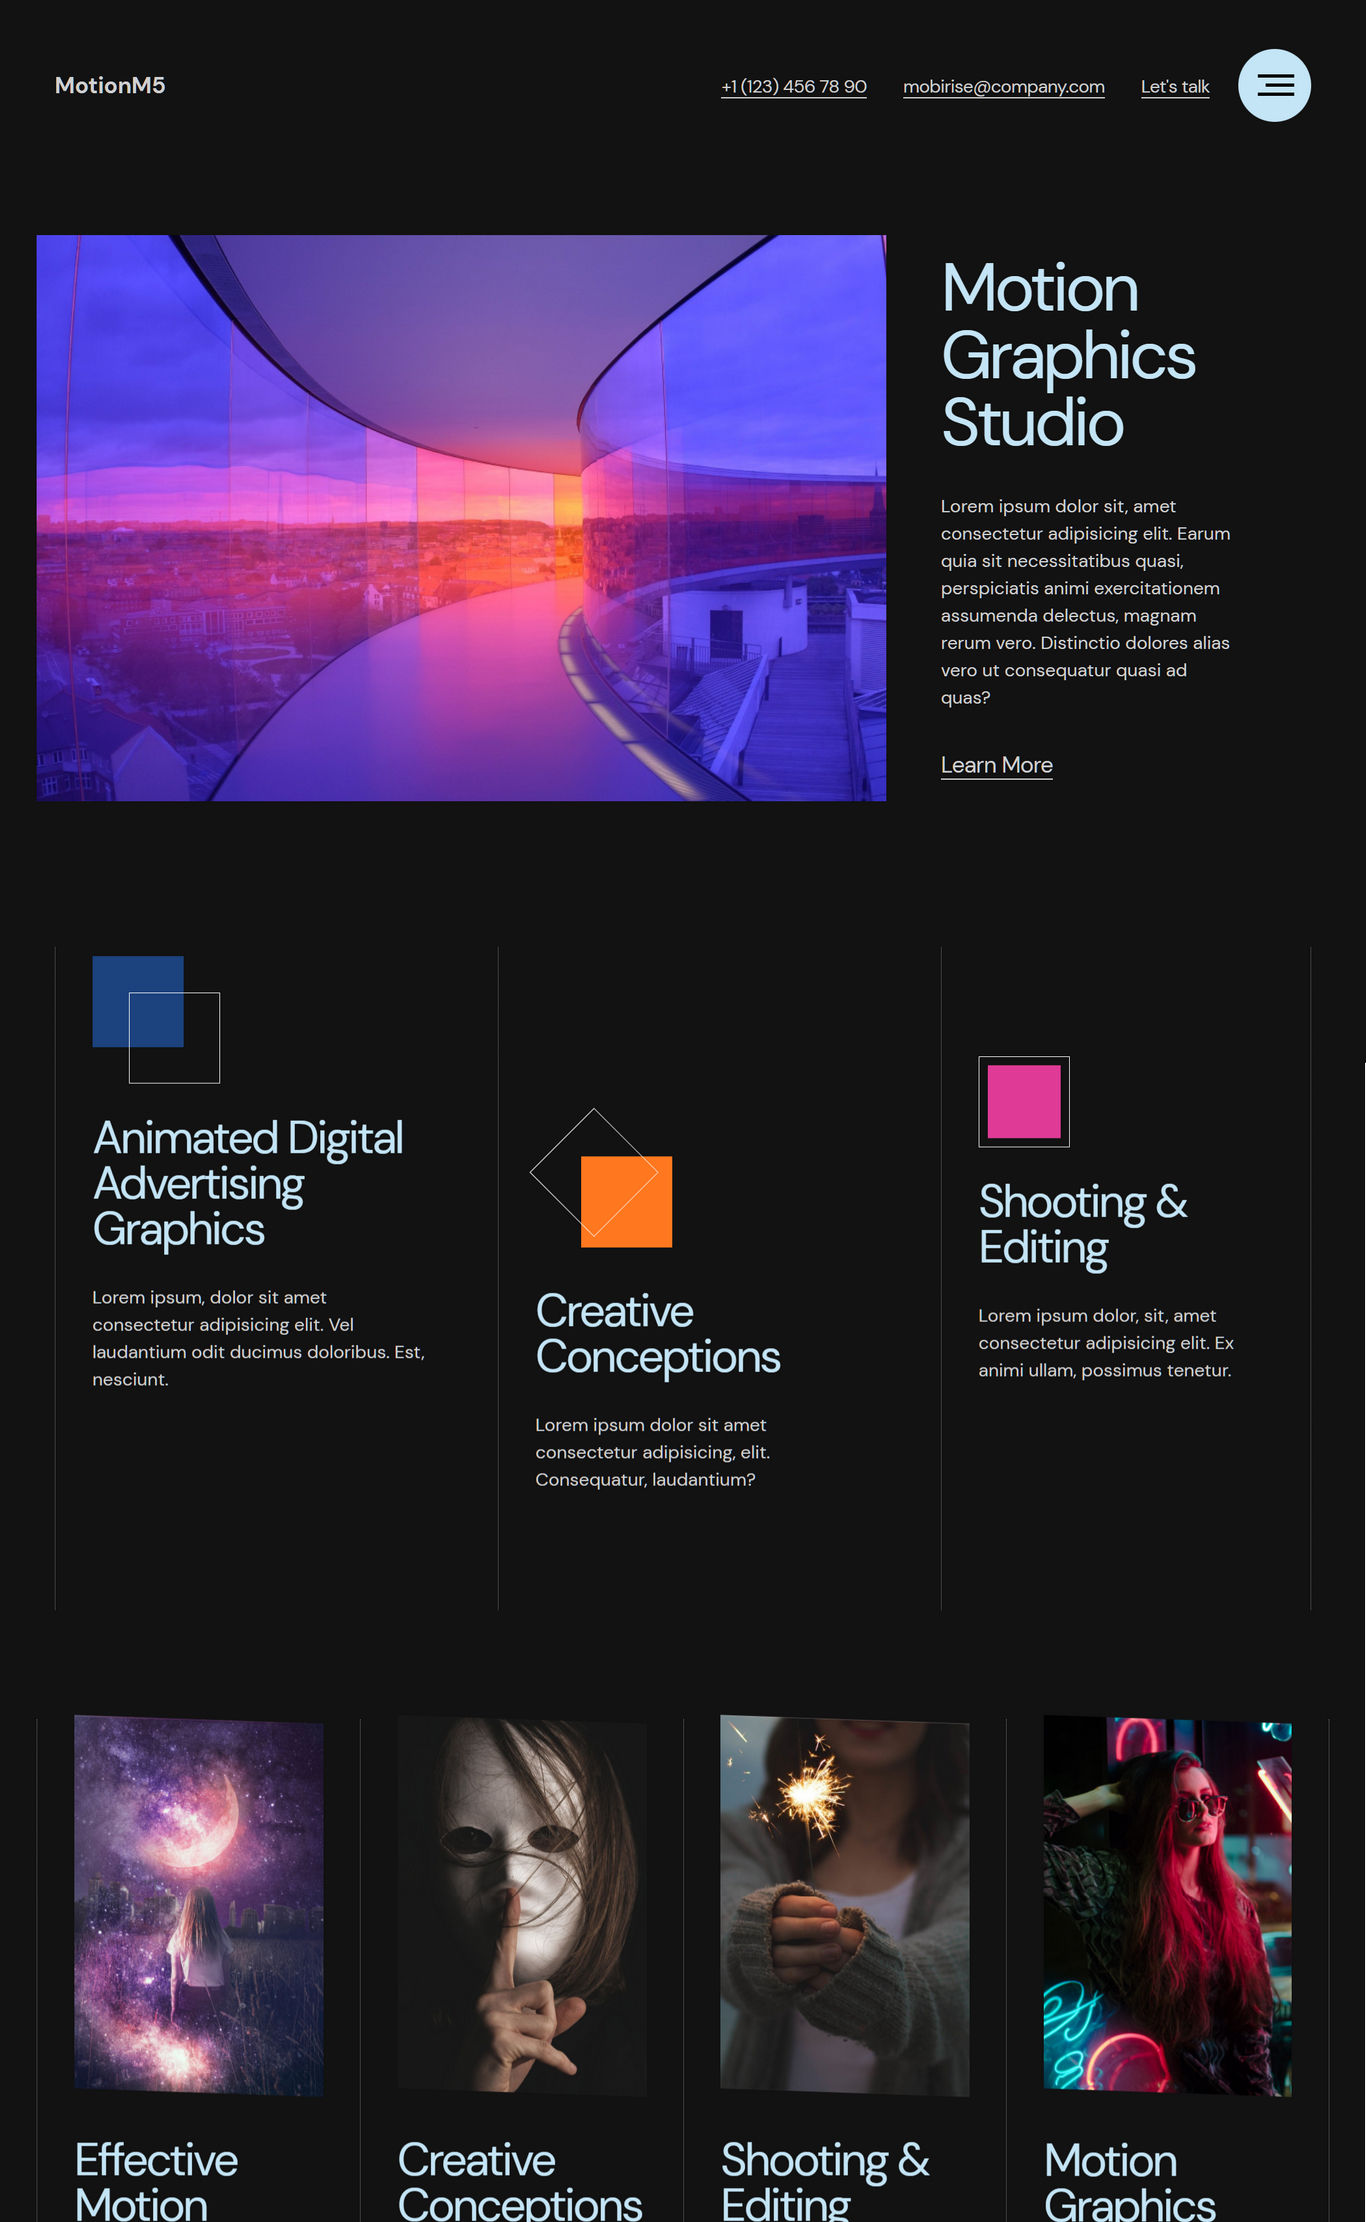 MotionM5
+1 (123) 456 78 90
mobirise@company.com
Let's talk
Motion
Graphics
Studio
Lorem ipsum dolor sit, amet
consectetur adipisicing elit. Earum
quia sit necessitatibus quasi,
perspiciatis animi exercitationem
assumenda delectus, magnam
rerum vero. Distinctio dolores alias
vero ut consequatur quasi ad
quas?
Learn More
Animated Digital
Advertising
Graphics
Lorem ipsum, dolor sit amet
consectetur adipisicing elit. Vel
laudantium odit ducimus doloribus. Est,
nesciunt.
Creative
Conceptions
Lorem ipsum dolor sit amet
consectetur adipisicing, elit.
Consequatur, laudantium?
Shooting &
Editing
Lorem ipsum dolor, sit, amet
consectetur adipisicing elit. Ex
animi ullam, possimus tenetur.
Effective
Motion
Creative
Conceptions
Shooting &
Editing
Motion
Graphics